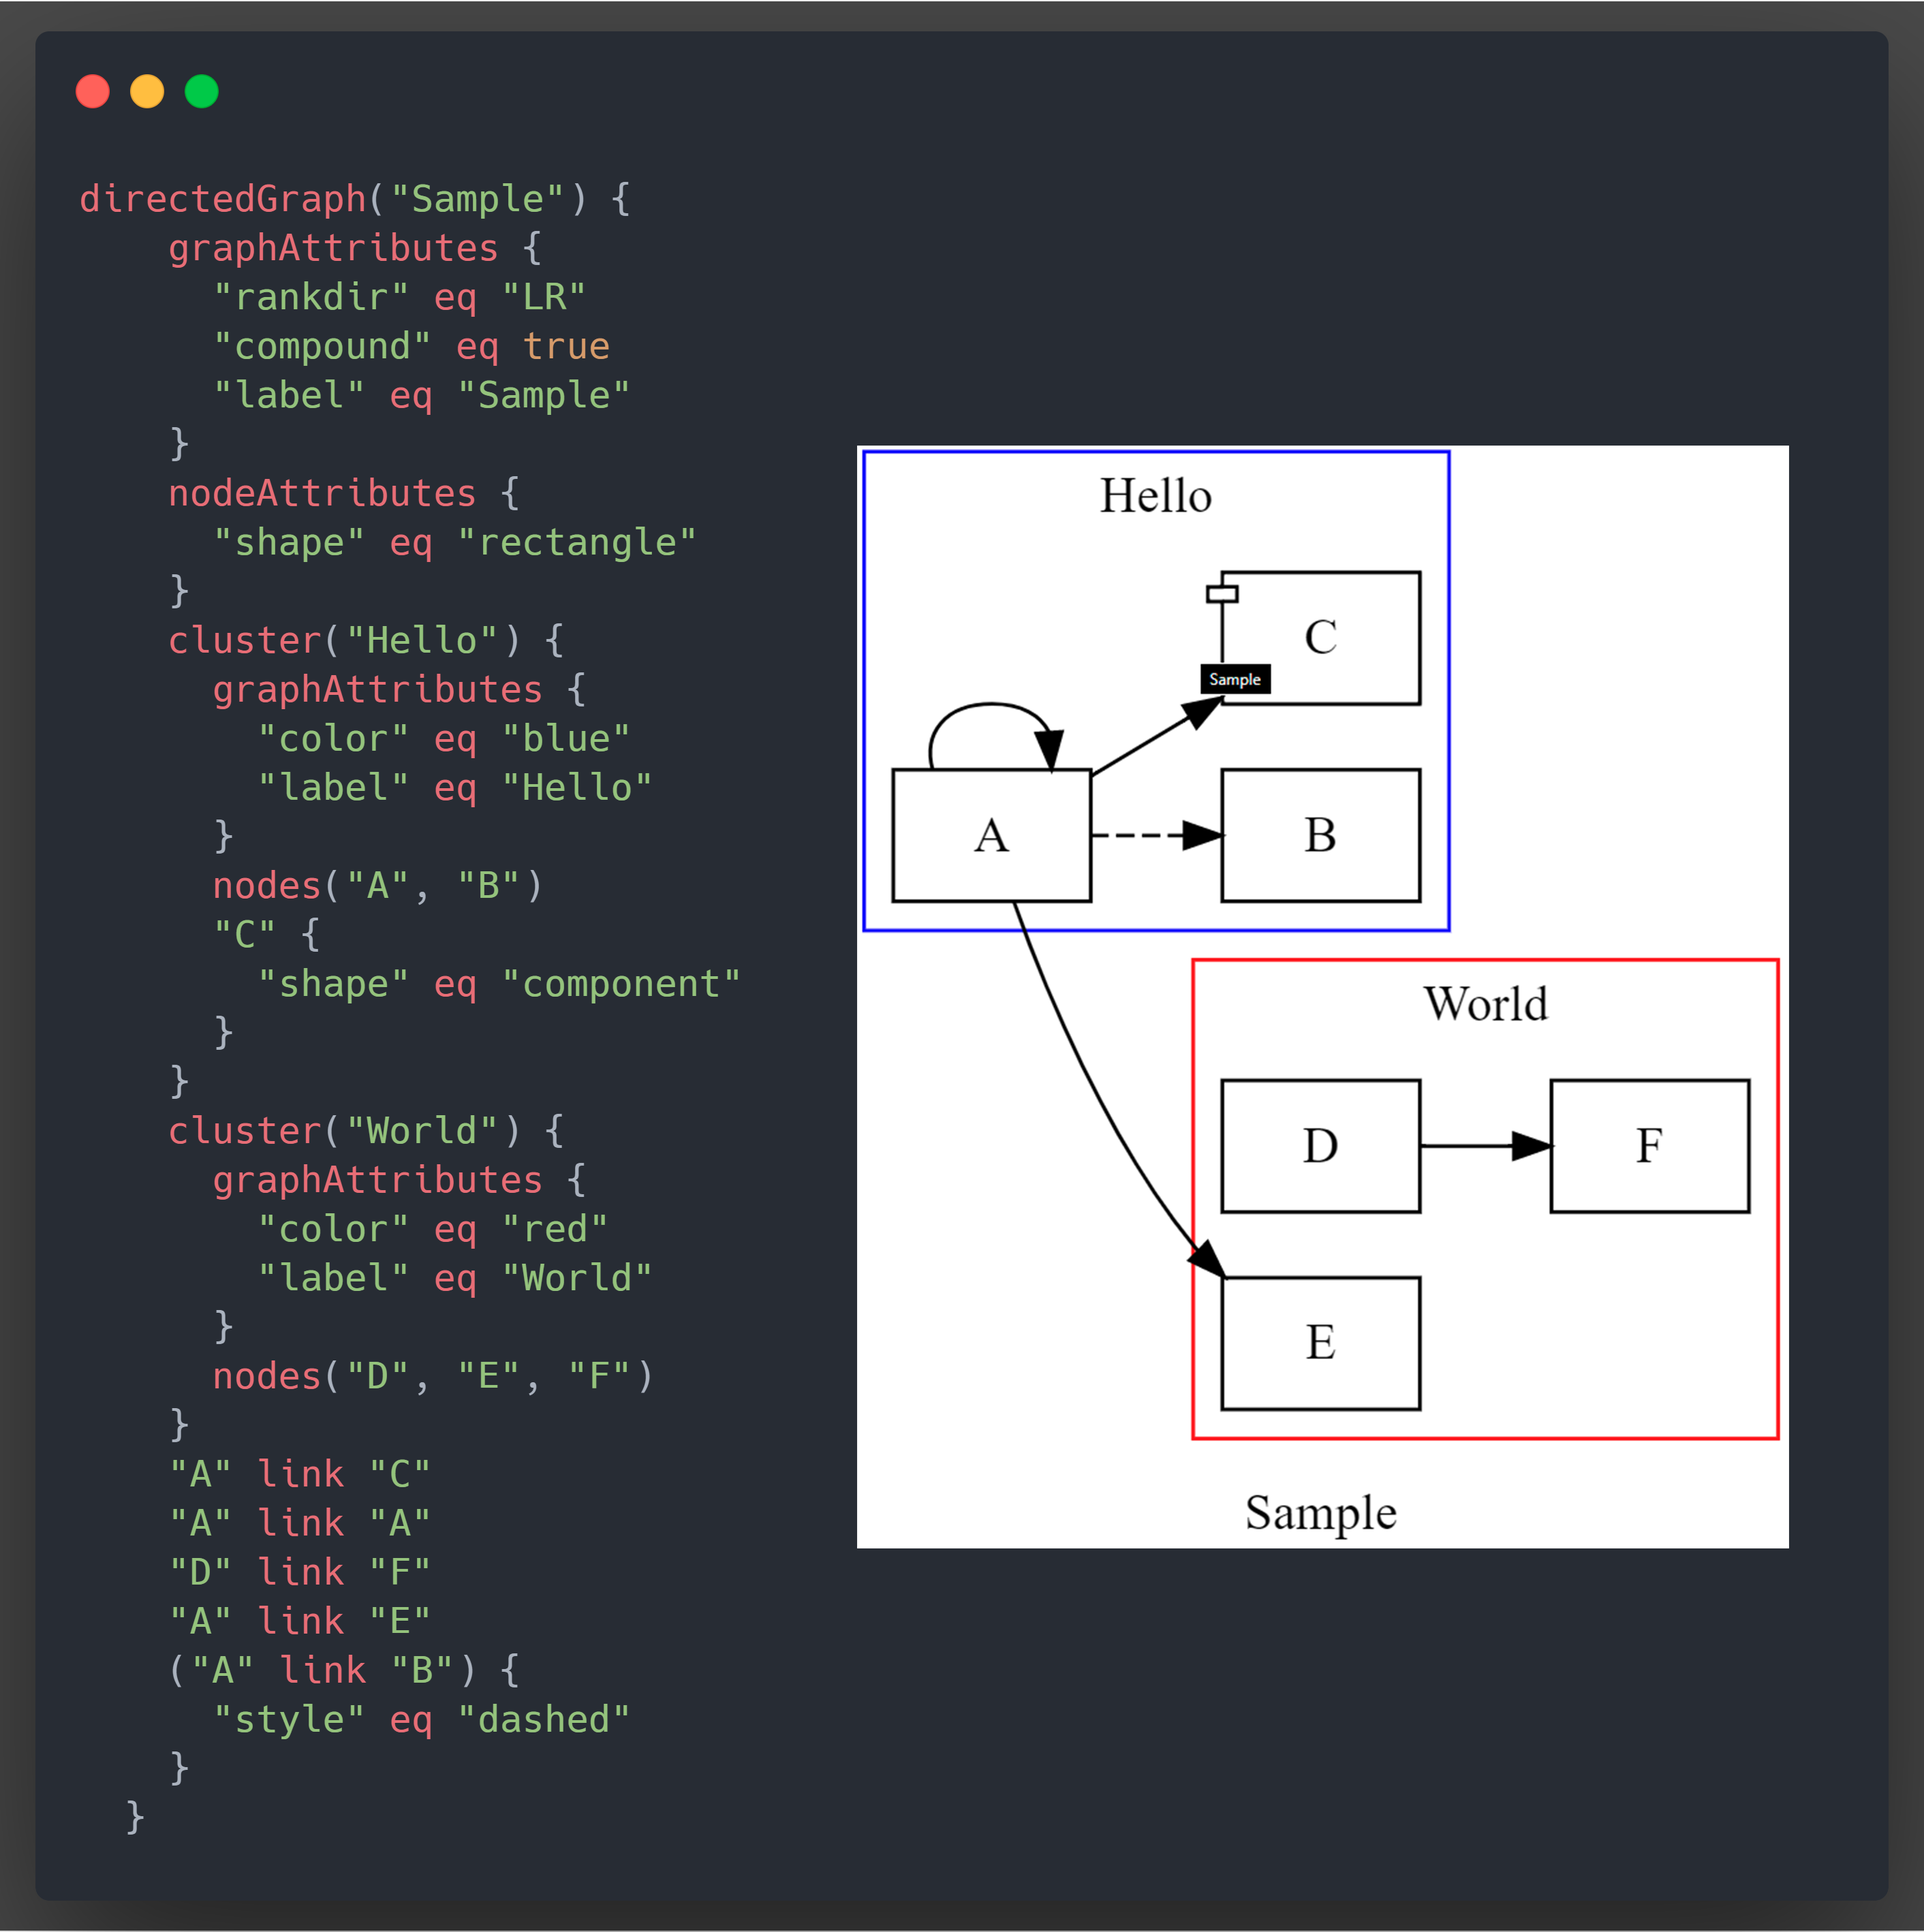 directedGraph("Sample") {
graphAttributes {
"rankdir" eq "LR"
"compound" eq true
"label" eq "Sample"
}
nodeAttributes {
"shape" eq "rectangle"
}
cluster("Hello") {
graphAttributes {
"color" eq "blue"
"label" eq "Hello"
}
nodes("A", "B")
"C" {
"shape" eq "component"
}
}
cluster("World") {
graphAttributes {
"color" eq "red"
"label" eq "World"
}
nodes("D", "E", "F")
}
"A" link "C"
"A" link "A"
"D" link "F"
"A" link "E"
("A" link "B") {
"style" eq "dashed"
}
}
Hello
C
Sample
A
B
World
D
F
E
Sample